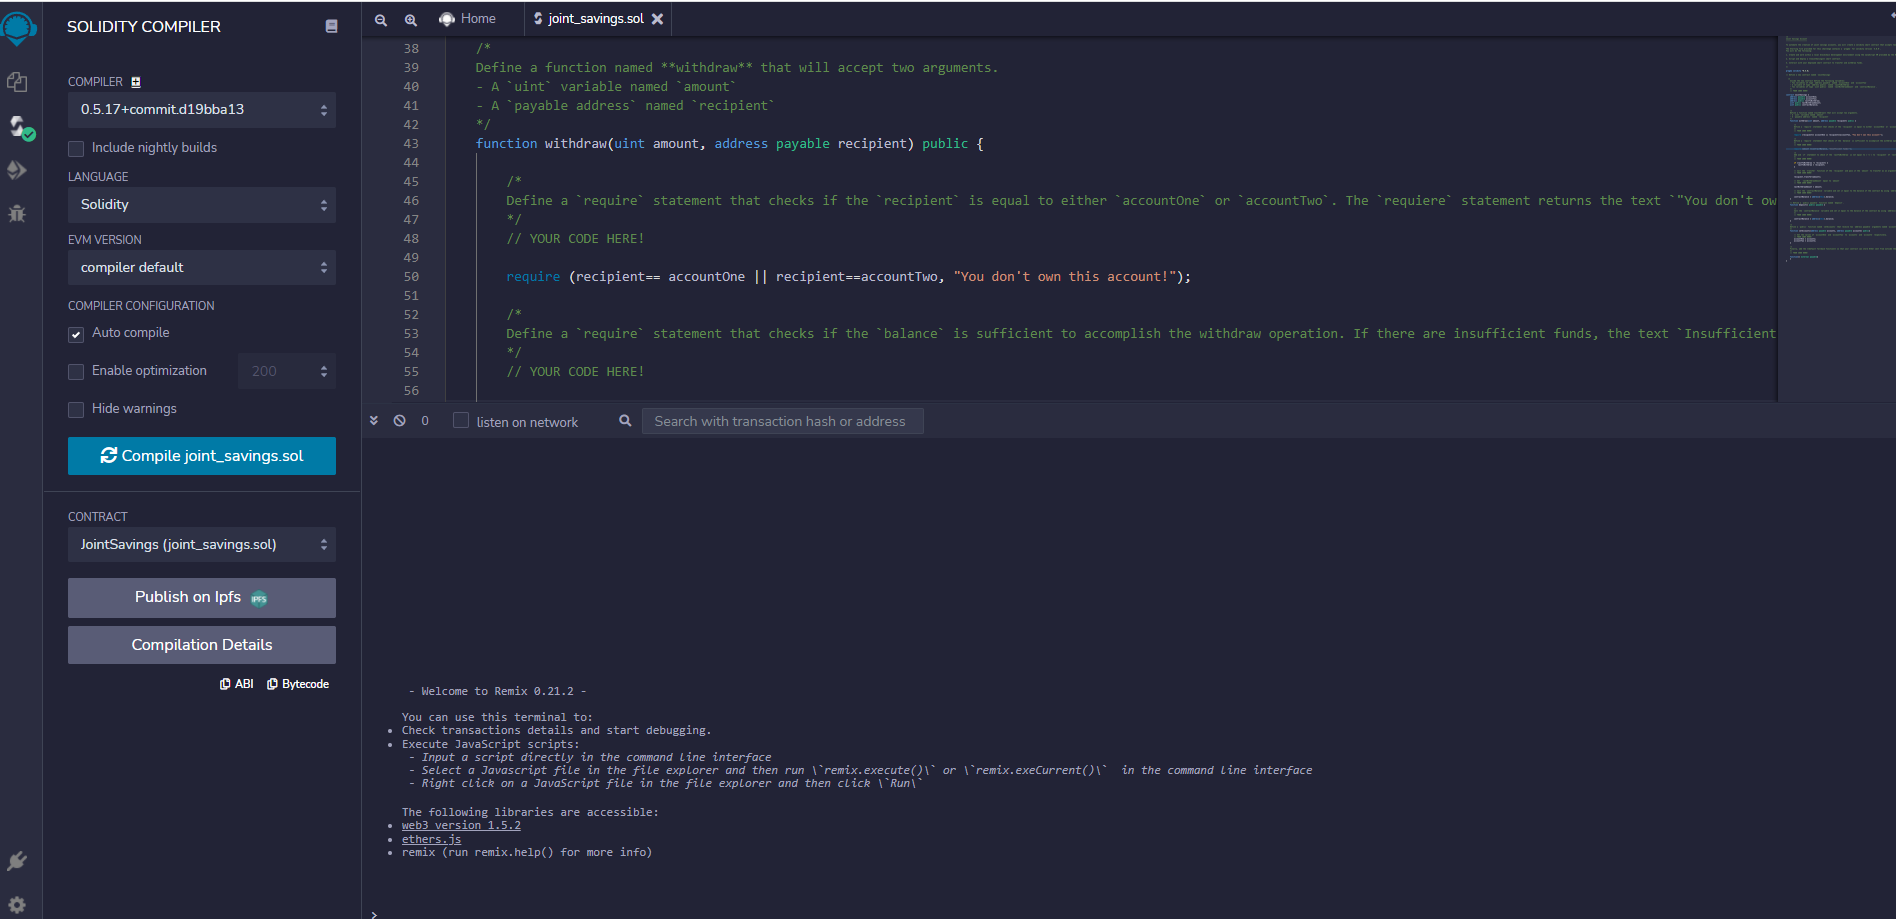 SOLIDITY COMPILER
COMPILER
0.5.17+commit.d19bba13
Include nightly builds
LANGUAGE
Solidity
EVM VERSION
compiler default
COMPILER CONFIGURATION
Auto compile
Enable optimization 200
Hide warnings
Compile joint_savings.sol
CONTRACT
JointSavings (joint_savings.sol)
Publish on Ipfs IPFS
Compilation Details
ABI Bytecode
Home joint_savings.sol
38 /*
39 Define a function named **withdraw** that will accept two arguments.
40 - A `uint` variable named `amount`
41 - A `payable address` named `recipient`
42 */
43 function withdraw(uint amount, address payable recipient) public {
44
45 /*
46 Define a `require` statement that checks if the `recipient` is equal to either `accountOne` or `accountTwo`. The `requiere` statement returns the text `"You don't ow
47 */
48 // YOUR CODE HERE!
49
50 require (recipient== accountOne || recipient==accountTwo, "You don't own this account!");
51
52 /*
53 Define a `require` statement that checks if the `balance` is sufficient to accomplish the withdraw operation. If there are insufficient funds, the text `Insufficient
54 */
55 // YOUR CODE HERE!
56
0 listen on network Search with transaction hash or address
- Welcome to Remix 0.21.2 -
You can use this terminal to:
• Check transactions details and start debugging.
• Execute JavaScript scripts:
- Input a script directly in the command line interface
- Select a Javascript file in the file explorer and then run \`remix.execute()\` or \`remix.exeCurrent()\` in the command line interface
- Right click on a JavaScript file in the file explorer and then click \`Run\`
The following libraries are accessible:
• web3 version 1.5.2
• ethers.js
• remix (run remix.help() for more info)
>